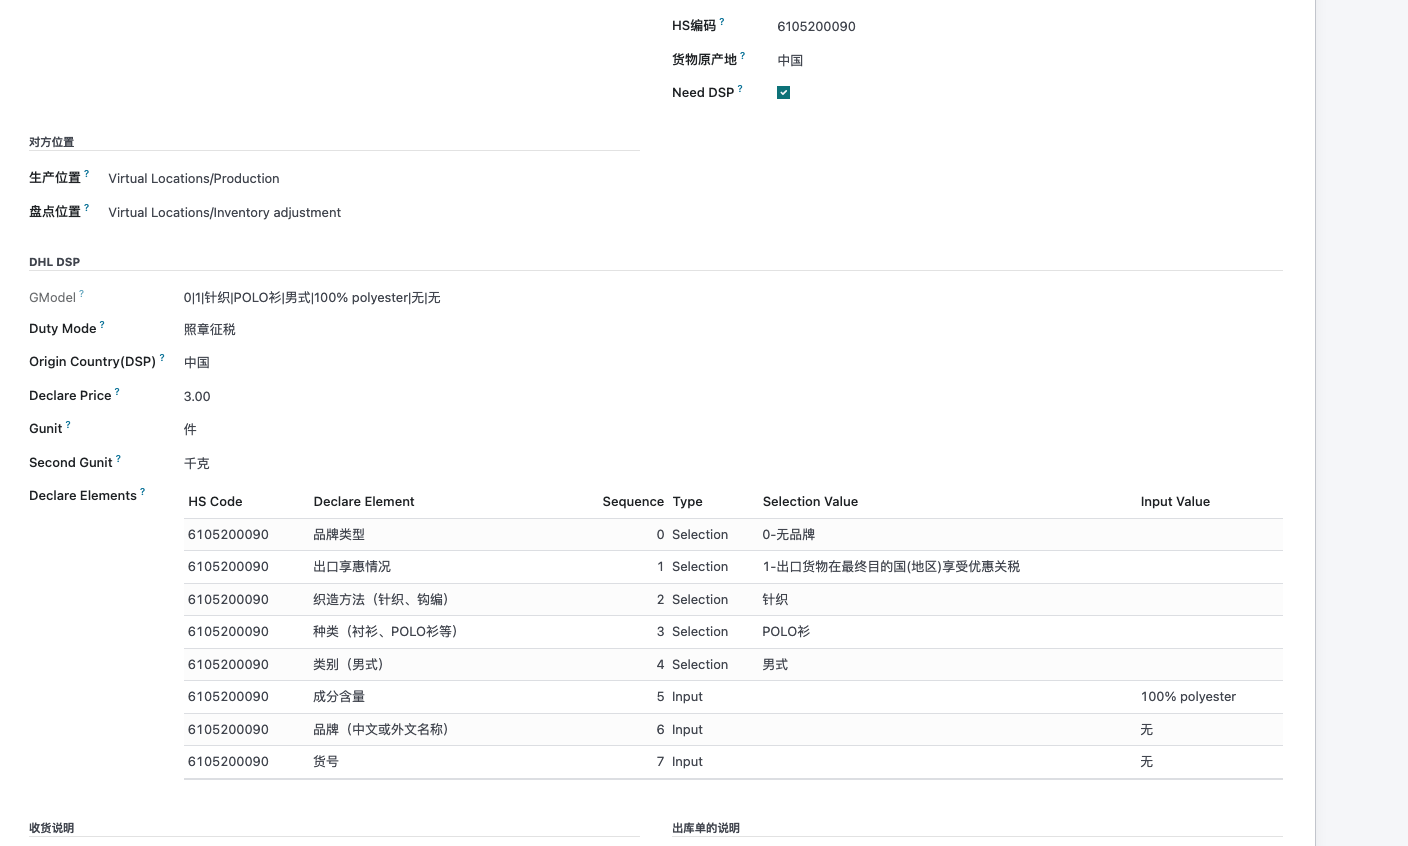 HS编码 ? 6105200090
货物原产地 ? 中国
Need DSP ?
对方位置
生产位置 ? Virtual Locations/Production
盘点位置 ? Virtual Locations/Inventory adjustment
DHL DSP
GModel ? 0|1|针织|POLO衫|男式|100% polyester|无|无
Duty Mode ? 照章征税
Origin Country(DSP) ? 中国
Declare Price ? 3.00
Gunit ? 件
Second Gunit ? 千克
Declare Elements ?
HS Code Declare Element Sequence Type Selection Value Input Value
6105200090 品牌类型 0 Selection 0-无品牌
6105200090 出口享惠情况 1 Selection 1-出口货物在最终目的国(地区)享受优惠关税
6105200090 织造方法（针织、钩编） 2 Selection 针织
6105200090 种类（衬衫、POLO衫等） 3 Selection POLO衫
6105200090 类别（男式） 4 Selection 男式
6105200090 成分含量 5 Input 100% polyester
6105200090 品牌（中文或外文名称） 6 Input 无
6105200090 货号 7 Input 无
收货说明 出库单的说明